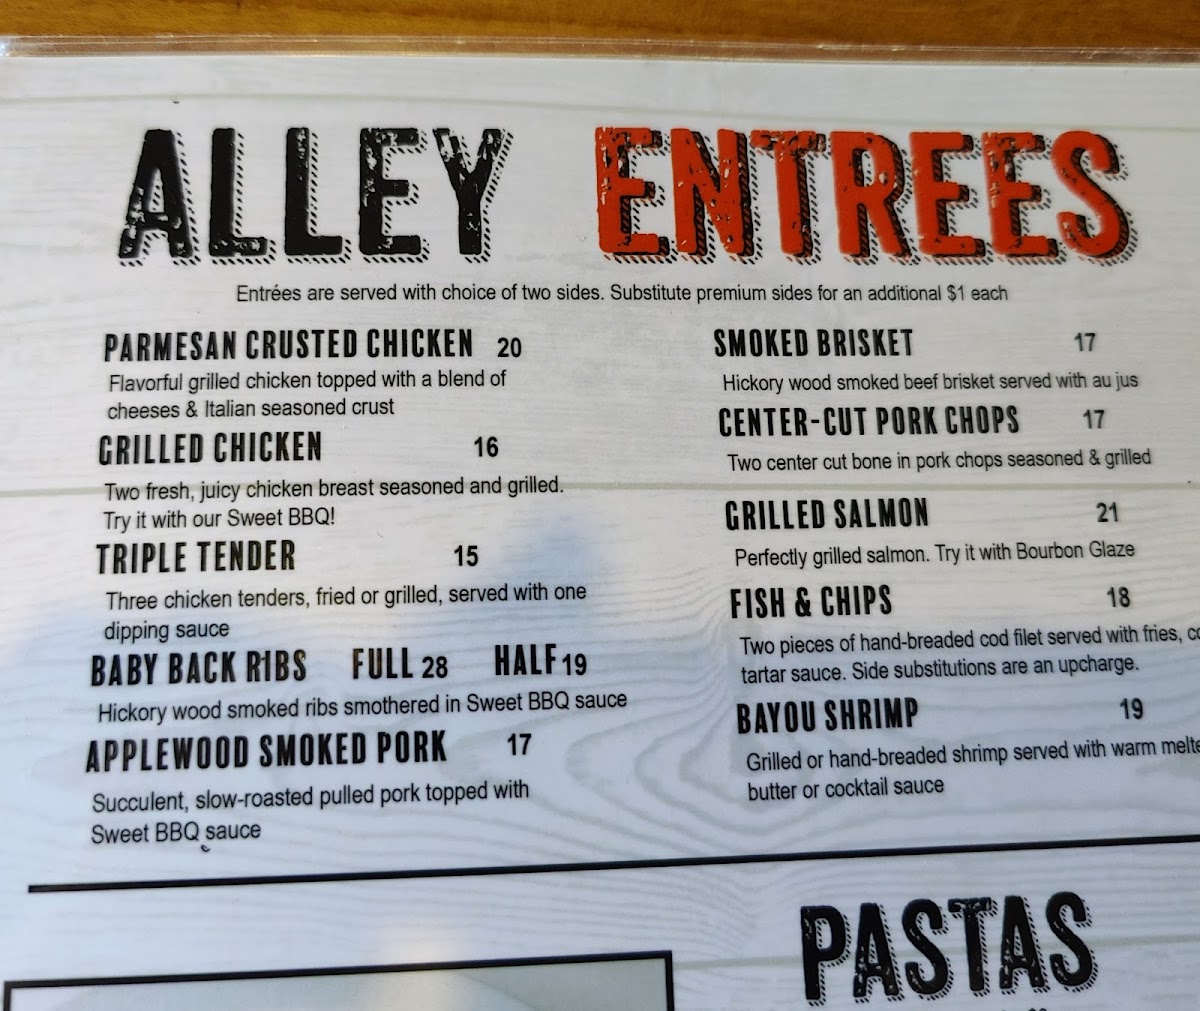 ALLEY ENTREES
Entrées are served with choice of two sides. Substitute premium sides for an additional $1 each
PARMESAN CRUSTED CHICKEN 20
Flavorful grilled chicken topped with a blend of
cheeses & Italian seasoned crust
GRILLED CHICKEN 16
Two fresh, juicy chicken breast seasoned and grilled.
Try it with our Sweet BBQ!
TRIPLE TENDER 15
Three chicken tenders, fried or grilled, served with one
dipping sauce
BABY BACK RIBS FULL 28 HALF 19
Hickory wood smoked ribs smothered in Sweet BBQ sauce
APPLEWOOD SMOKED PORK 17
Succulent, slow-roasted pulled pork topped with
Sweet BBQ sauce
SMOKED BRISKET 17
Hickory wood smoked beef brisket served with au jus
CENTER-CUT PORK CHOPS 17
Two center cut bone in pork chops seasoned & grilled
GRILLED SALMON 21
Perfectly grilled salmon. Try it with Bourbon Glaze
FISH & CHIPS 18
Two pieces of hand-breaded cod filet served with fries,
tartar sauce. Side substitutions are an upcharge.
BAYOU SHRIMP 19
Grilled or hand-breaded shrimp served with warm
butter or cocktail sauce
PASTAS